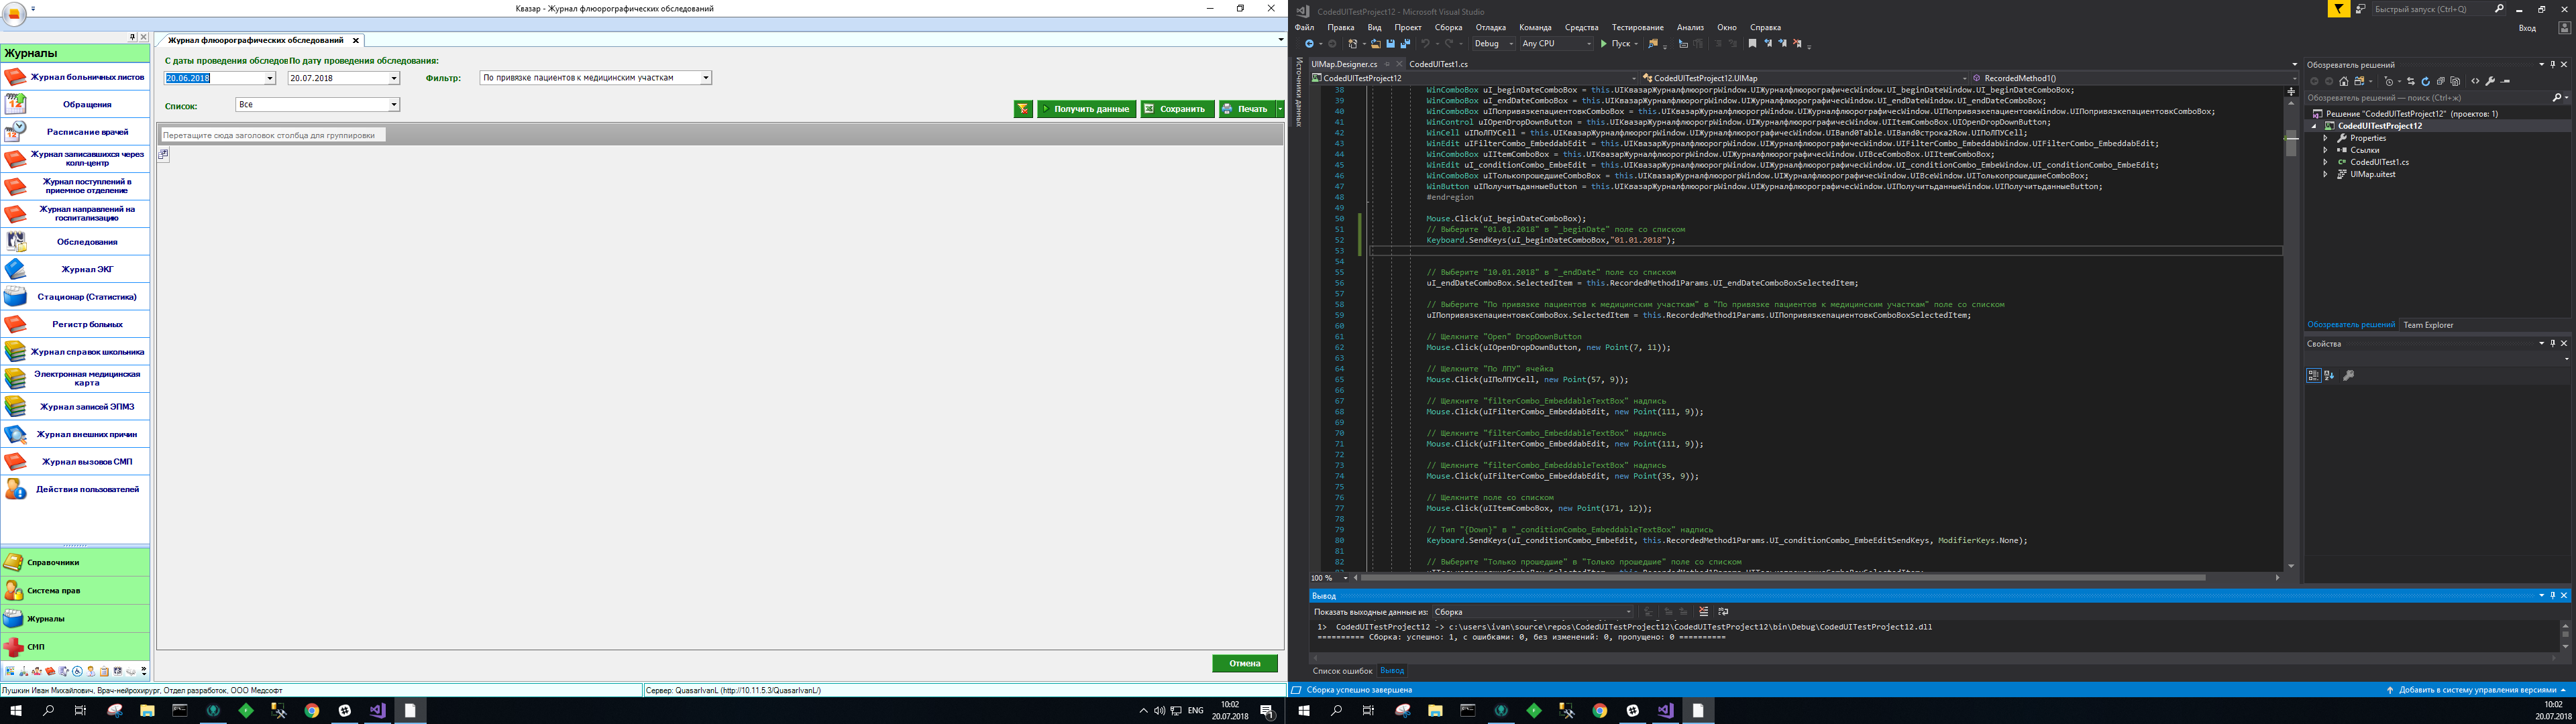 Квазар - Журнал флюорографических обследований
Журналы
Журнал больничных листов
Обращения
Расписание врачей
Журнал записавшихся через колл-центр
Журнал поступлений в приемное отделение
Журнал направлений на госпитализацию
Обследования
Журнал ЭКГ
Стационар (Статистика)
Регистр больных
Журнал справок школьника
Электронная медицинская карта
Журнал записей ЭПМЗ
Журнал внешних причин
Журнал вызовов СМП
Действия пользователей
Справочники
Система прав
Журналы
СМП
Журнал флюорографических обследований
С даты проведения обследов По дату проведения обследования:
20.06.2018 20.07.2018 Фильтр: По привязке пациентов к медицинским участкам
Список: Все
Получить данные Сохранить Печать
Перетащите сюда заголовок столбца для группировки
Отмена
Лушкин Иван Михайлович, Врач-нейрохирург, Отдел разработок, ООО Медсофт Сервер: QuasarIvanL (http://10.11.5.3/QuasarIvanL/)
ENG 10:02
20.07.2018
CodedUITestProject12 - Microsoft Visual Studio
Быстрый запуск (Ctrl+Q)
Файл Правка Вид Проект Сборка Отладка Команда Средства Тестирование Анализ Окно Справка Вход
Debug Any CPU Пуск
Источники данных
UIMap.Designer.cs CodedUITest1.cs
CodedUITestProject12 CodedUITestProject12.UIMap RecordedMethod1()
38 WinComboBox uI_beginDateComboBox = this.UIКвазарЖурналфлюорогрWindow.UIЖурналфлюорографичесWindow.UI_beginDateWindow.UI_beginDateComboBox;
39 WinComboBox uI_endDateComboBox = this.UIКвазарЖурналфлюорогрWindow.UIЖурналфлюорографичесWindow.UI_endDateWindow.UI_endDateComboBox;
40 WinComboBox uIПопривязкепациентовкComboBox = this.UIКвазарЖурналфлюорогрWindow.UIЖурналфлюорографичесWindow.UIПопривязкепациентовкWindow.UIПопривязкепациентовкComboBox;
41 WinControl uIOpenDropDownButton = this.UIКвазарЖурналфлюорогрWindow.UIЖурналфлюорографичесWindow.UIItemComboBox.UIOpenDropDownButton;
42 WinCell uIПоЛПУCell = this.UIКвазарЖурналфлюорогрWindow.UIЖурналфлюорографичесWindow.UIBand0Table.UIBand0строка2Row.UIПоЛПУCell;
43 WinEdit uIFilterCombo_EmbeddabEdit = this.UIКвазарЖурналфлюорогрWindow.UIЖурналфлюорографичесWindow.UIFilterCombo_EmbeddabWindow.UIFilterCombo_EmbeddabEdit;
44 WinComboBox uIItemComboBox = this.UIКвазарЖурналфлюорогрWindow.UIЖурналфлюорографичесWindow.UIВсеComboBox.UIItemComboBox;
45 WinEdit uI_conditionCombo_EmbeEdit = this.UIКвазарЖурналфлюорогрWindow.UIЖурналфлюорографичесWindow.UI_conditionCombo_EmbeWindow.UI_conditionCombo_EmbeEdit;
46 WinComboBox uIТолькопрошедшиеComboBox = this.UIКвазарЖурналфлюорогрWindow.UIЖурналфлюорографичесWindow.UIВсеWindow.UIТолькопрошедшиеComboBox;
47 WinButton uIПолучитьданныеButton = this.UIКвазарЖурналфлюорогрWindow.UIЖурналфлюорографичесWindow.UIПолучитьданныеWindow.UIПолучитьданныеButton;
48 #endregion
49
50 Mouse.Click(uI_beginDateComboBox);
51 // Выберите "01.01.2018" в "_beginDate" поле со списком
52 Keyboard.SendKeys(uI_beginDateComboBox,"01.01.2018");
53
54
55 // Выберите "10.01.2018" в "_endDate" поле со списком
56 uI_endDateComboBox.SelectedItem = this.RecordedMethod1Params.UI_endDateComboBoxSelectedItem;
57
58 // Выберите "По привязке пациентов к медицинским участкам" в "По привязке пациентов к медицинским участкам" поле со списком
59 uIПопривязкепациентовкComboBox.SelectedItem = this.RecordedMethod1Params.UIПопривязкепациентовкComboBoxSelectedItem;
60
61 // Щелкните "Open" DropDownButton
62 Mouse.Click(uIOpenDropDownButton, new Point(7, 11));
63
64 // Щелкните "По ЛПУ" ячейка
65 Mouse.Click(uIПоЛПУCell, new Point(57, 9));
66
67 // Щелкните "filterCombo_EmbeddableTextBox" надпись
68 Mouse.Click(uIFilterCombo_EmbeddabEdit, new Point(111, 9));
69
70 // Щелкните "filterCombo_EmbeddableTextBox" надпись
71 Mouse.Click(uIFilterCombo_EmbeddabEdit, new Point(111, 9));
72
73 // Щелкните "filterCombo_EmbeddableTextBox" надпись
74 Mouse.Click(uIFilterCombo_EmbeddabEdit, new Point(35, 9));
75
76 // Щелкните поле со списком
77 Mouse.Click(uIItemComboBox, new Point(171, 12));
78
79 // Тип "{Down}" в "_conditionCombo_EmbeddableTextBox" надпись
80 Keyboard.SendKeys(uI_conditionCombo_EmbeEdit, this.RecordedMethod1Params.UI_conditionCombo_EmbeEditSendKeys, ModifierKeys.None);
81
82 // Выберите "Только прошедшие" в "Только прошедшие" поле со списком
100 %
Вывод
Показать выходные данные из: Сборка
1> CodedUITestProject12 -> c:\users\ivan\source\repos\CodedUITestProject12\CodedUITestProject12\bin\Debug\CodedUITestProject12.dll
========== Сборка: успешно: 1, с ошибками: 0, без изменений: 0, пропущено: 0 ==========
Список ошибок Вывод
Сборка успешно завершена
Добавить в систему управления версиями
Обозреватель решений
Обозреватель решений — поиск (Ctrl+ж)
Решение "CodedUITestProject12" (проектов: 1)
CodedUITestProject12
Properties
Ссылки
CodedUITest1.cs
UIMap.uitest
Обозреватель решений Team Explorer
Свойства
10:02
20.07.2018